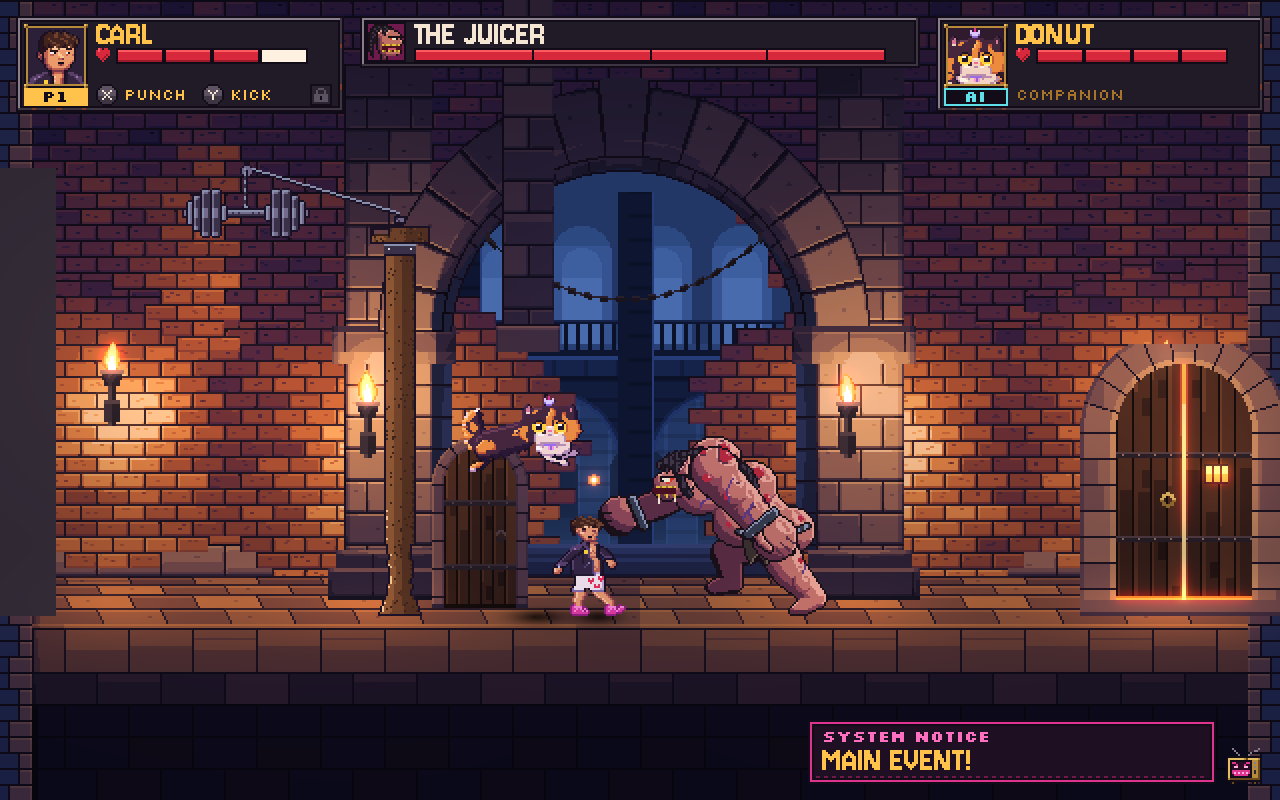 CARL
P1
X PUNCH Y KICK
THE JUICER
DONUT
AI
COMPANION
SYSTEM NOTICE
MAIN EVENT!